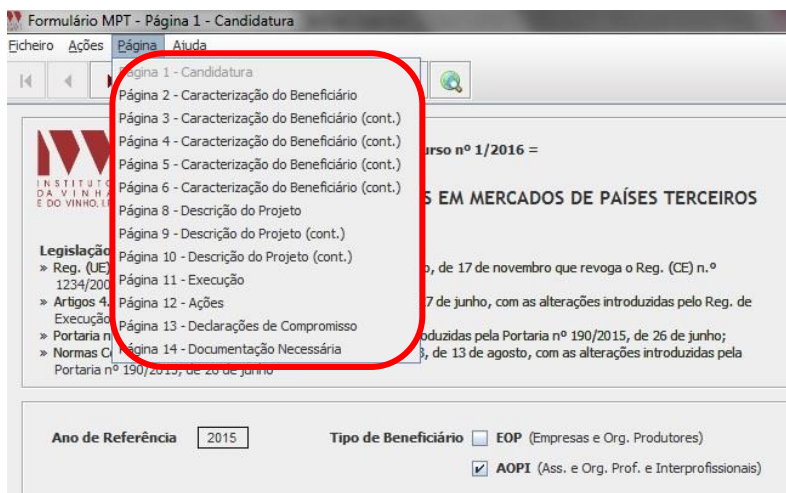 Formulário MPT - Página 1 - Candidatura
Ficheiro Ações Página Ajuda
Página 1 - Candidatura
Página 2 - Caracterização do Beneficiário
Página 3 - Caracterização do Beneficiário (cont.)
Página 4 - Caracterização do Beneficiário (cont.)
Página 5 - Caracterização do Beneficiário (cont.)
Página 6 - Caracterização do Beneficiário (cont.)
Página 8 - Descrição do Projeto
Página 9 - Descrição do Projeto (cont.)
Página 10 - Descrição do Projeto (cont.)
Página 11 - Execução
Página 12 - Ações
Página 13 - Declarações de Compromisso
Página 14 - Documentação Necessária
nº 1/2016 =
INSTITUTO
DA VINHA
E DO VINHO, I.P.
EM MERCADOS DE PAÍSES TERCEIROS
Legislação
» Reg. (UE) de 17 de novembro que revoga o Reg. (CE) n.º
» Artigos 4. 7 de junho, com as alterações introduzidas pelo Reg. de
Execução
» Portaria pela Portaria nº 190/2015, de 26 de junho;
» Normas de 13 de agosto, com as alterações introduzidas pela
Portaria nº 190/2015, de 26 de junho
Ano de Referência 2015 Tipo de Beneficiário EOP (Empresas e Org. Produtores)
AOPI (Ass. e Org. Prof. e Interprofissionais)